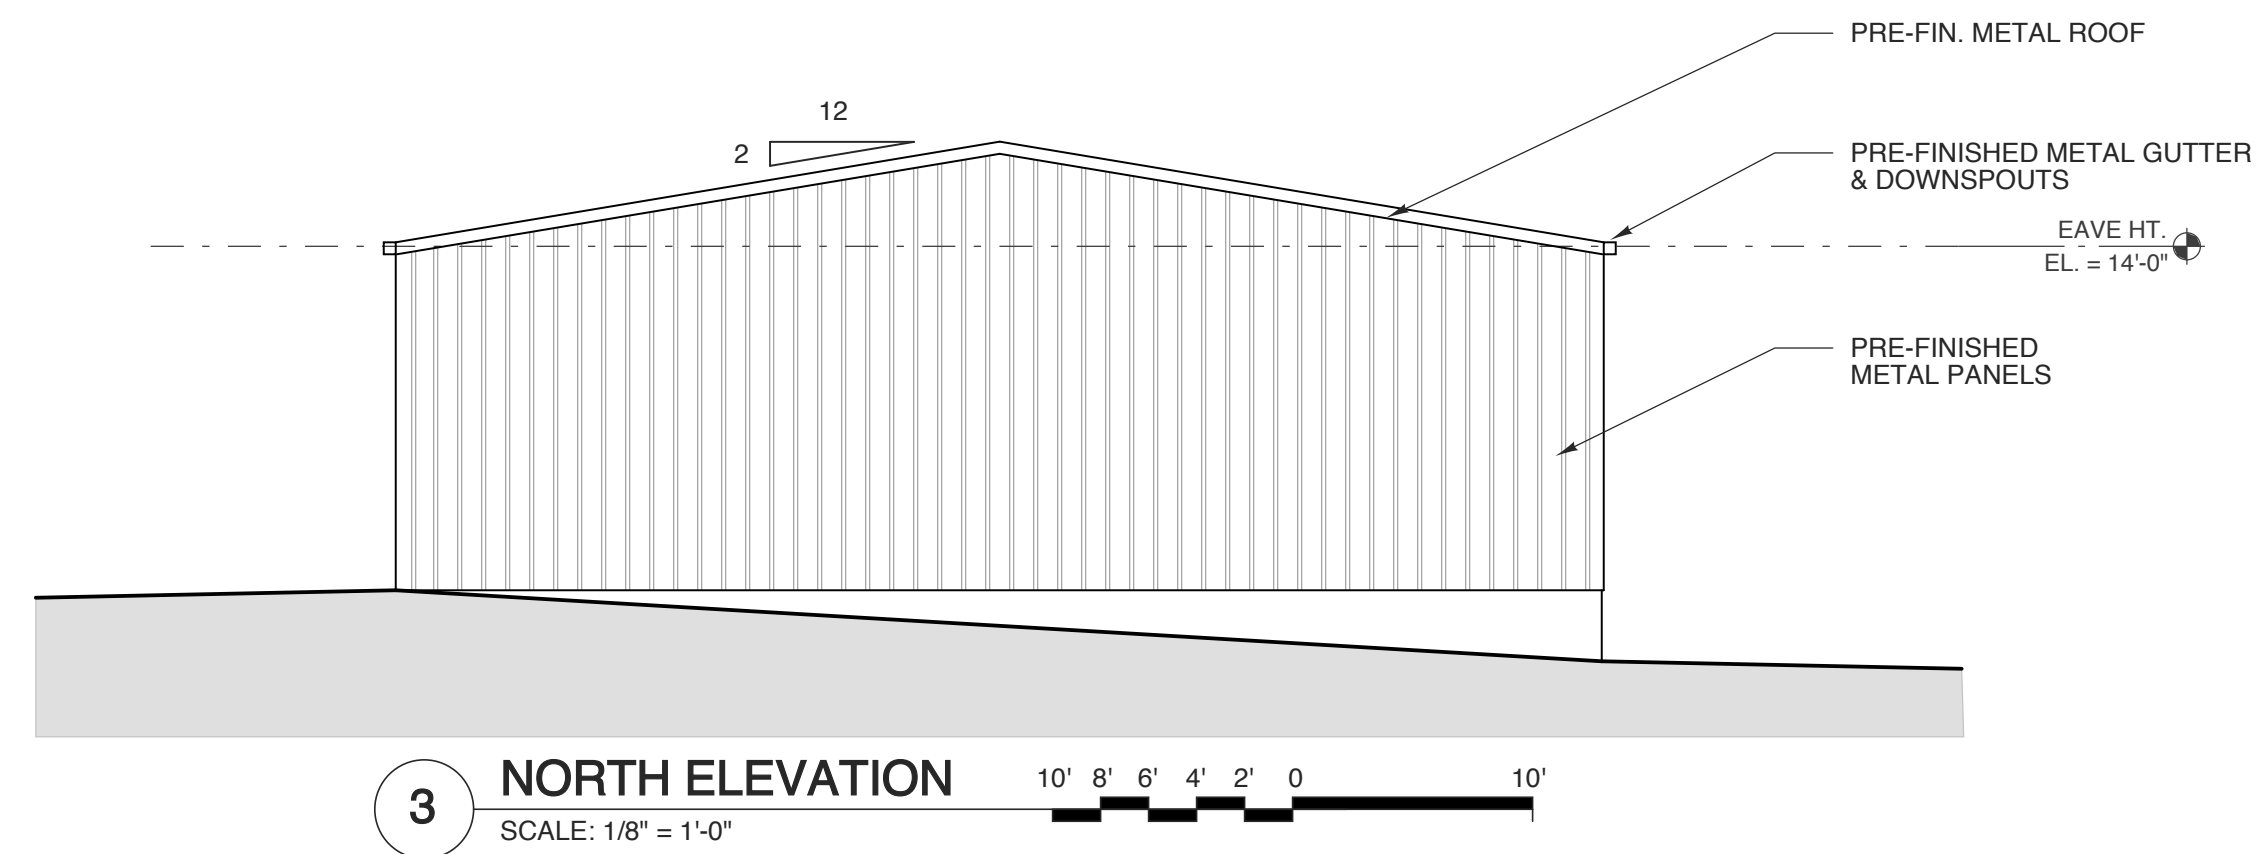 PRE-FIN. METAL ROOF
12
2
PRE-FINISHED METAL GUTTER
& DOWNSPOUTS
EAVE HT.
EL. = 14'-0"
PRE-FINISHED
METAL PANELS
3
NORTH ELEVATION
SCALE: 1/8" = 1'-0"
10' 8' 6' 4' 2' 0 10'